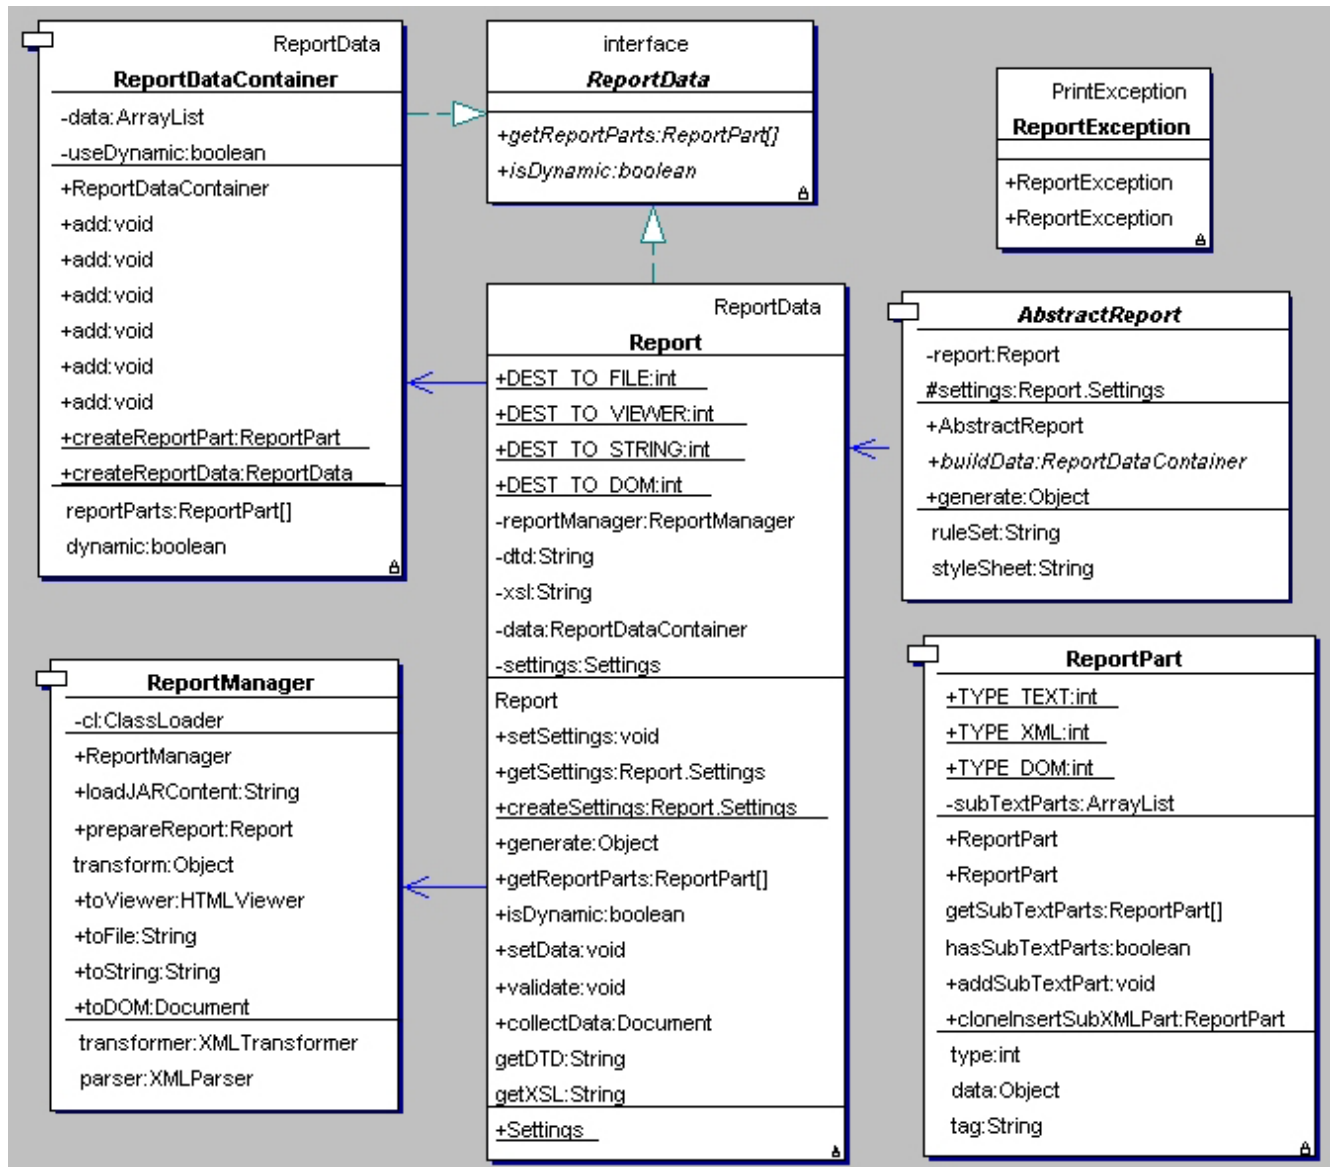 ReportData
ReportDataContainer
-data:ArrayList
-useDynamic:boolean
+ReportDataContainer
+add:void
+add:void
+add:void
+add:void
+add:void
+add:void
+createReportPart:ReportPart
+createReportData:ReportData
reportParts:ReportPart[]
dynamic:boolean
interface
ReportData
+getReportParts:ReportPart[]
+isDynamic:boolean
PrintException
ReportException
+ReportException
+ReportException
ReportData
Report
+DEST_TO_FILE:int
+DEST_TO_VIEWER:int
+DEST_TO_STRING:int
+DEST_TO_DOM:int
-reportManager:ReportManager
-dtd:String
-xsl:String
-data:ReportDataContainer
-settings:Settings
Report
+setSettings:void
+getSettings:Report.Settings
+createSettings:Report.Settings
+generate:Object
+getReportParts:ReportPart[]
+isDynamic:boolean
+setData:void
+validate:void
+collectData:Document
getDTD:String
getXSL:String
+Settings
AbstractReport
-report:Report
#settings:Report.Settings
+AbstractReport
+buildData:ReportDataContainer
+generate:Object
ruleSet:String
styleSheet:String
ReportManager
-cl:ClassLoader
+ReportManager
+loadJARContent:String
+prepareReport:Report
transform:Object
+toViewer:HTMLViewer
+toFile:String
+toString:String
+toDOM:Document
transformer:XMLTransformer
parser:XMLParser
ReportPart
+TYPE_TEXT:int
+TYPE_XML:int
+TYPE_DOM:int
-subTextParts:ArrayList
+ReportPart
+ReportPart
getSubTextParts:ReportPart[]
hasSubTextParts:boolean
+addSubTextPart:void
+cloneInsertSubXMLPart:ReportPart
type:int
data:Object
tag:String